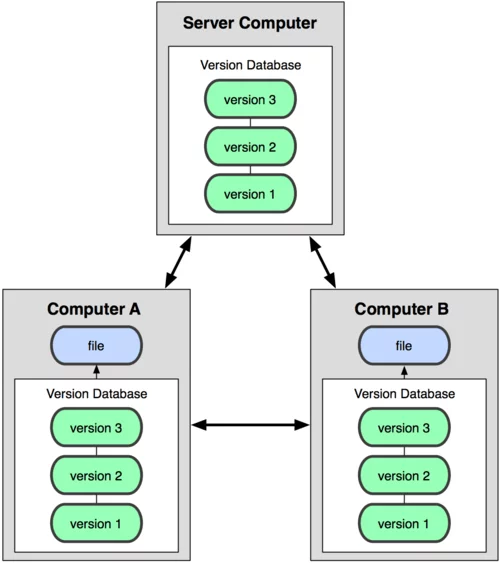 Server Computer
Version Database
version 3
version 2
version 1
Computer A
file
Version Database
version 3
version 2
version 1
Computer B
file
Version Database
version 3
version 2
version 1